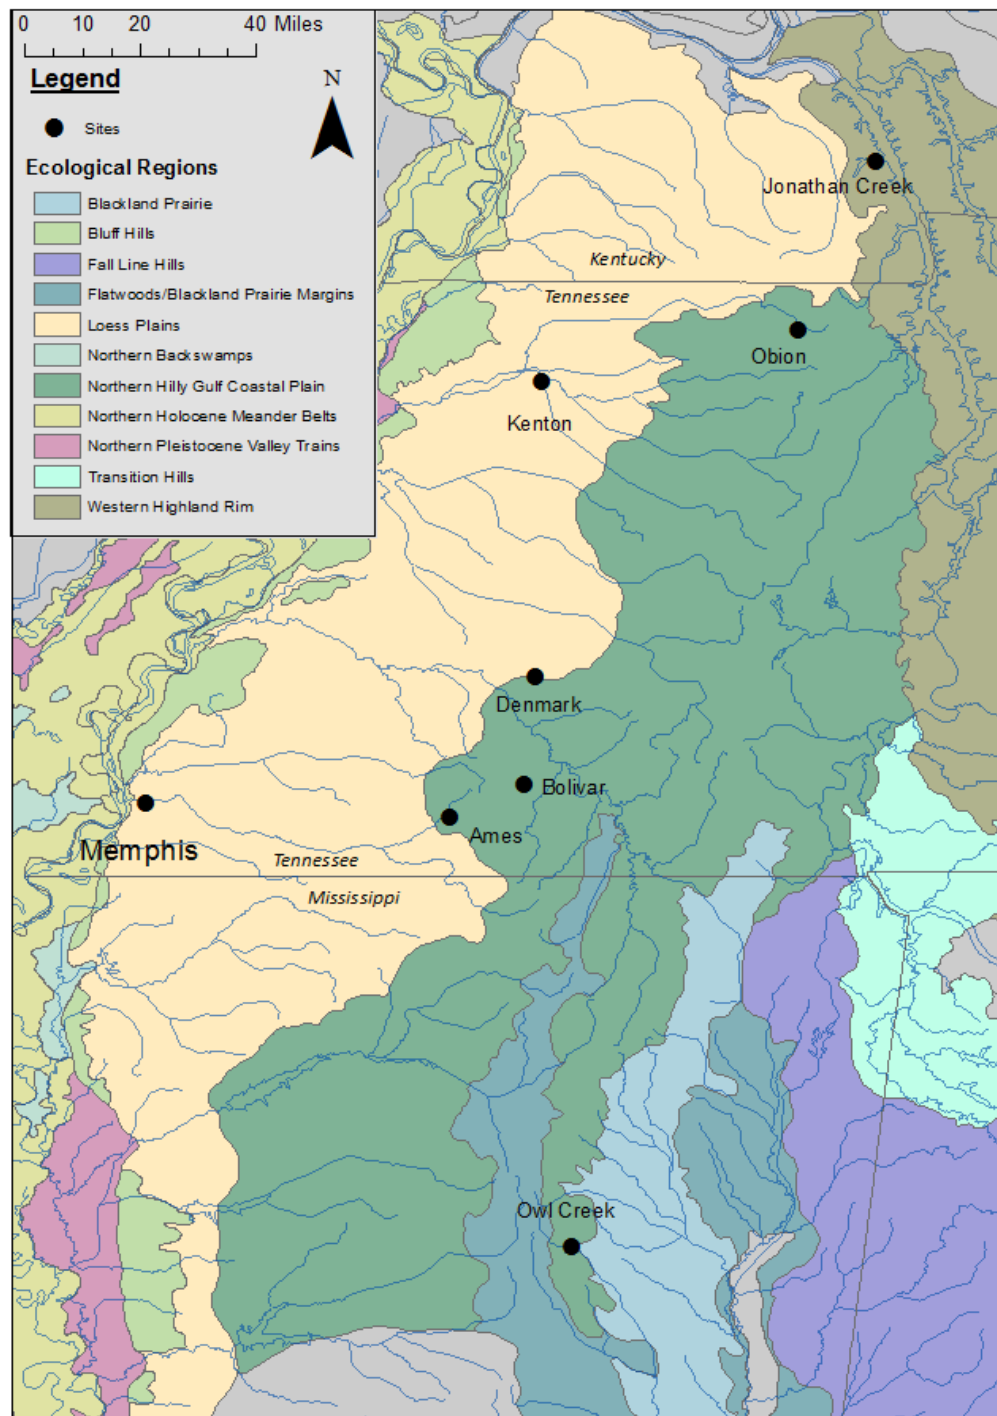 0 10 20 40 Miles
Legend
N
Sites
Ecological Regions
Blackland Prairie
Bluff Hills
Fall Line Hills
Flatwoods/Blackland Prairie Margins
Loess Plains
Northern Backswamps
Northern Hilly Gulf Coastal Plain
Northern Holocene Meander Belts
Northern Pleistocene Valley Trains
Transition Hills
Western Highland Rim
Jonathan Creek
Kentucky
Tennessee
Obion
Kenton
Denmark
Bolivar
Ames
Memphis
Tennessee
Mississippi
Owl Creek